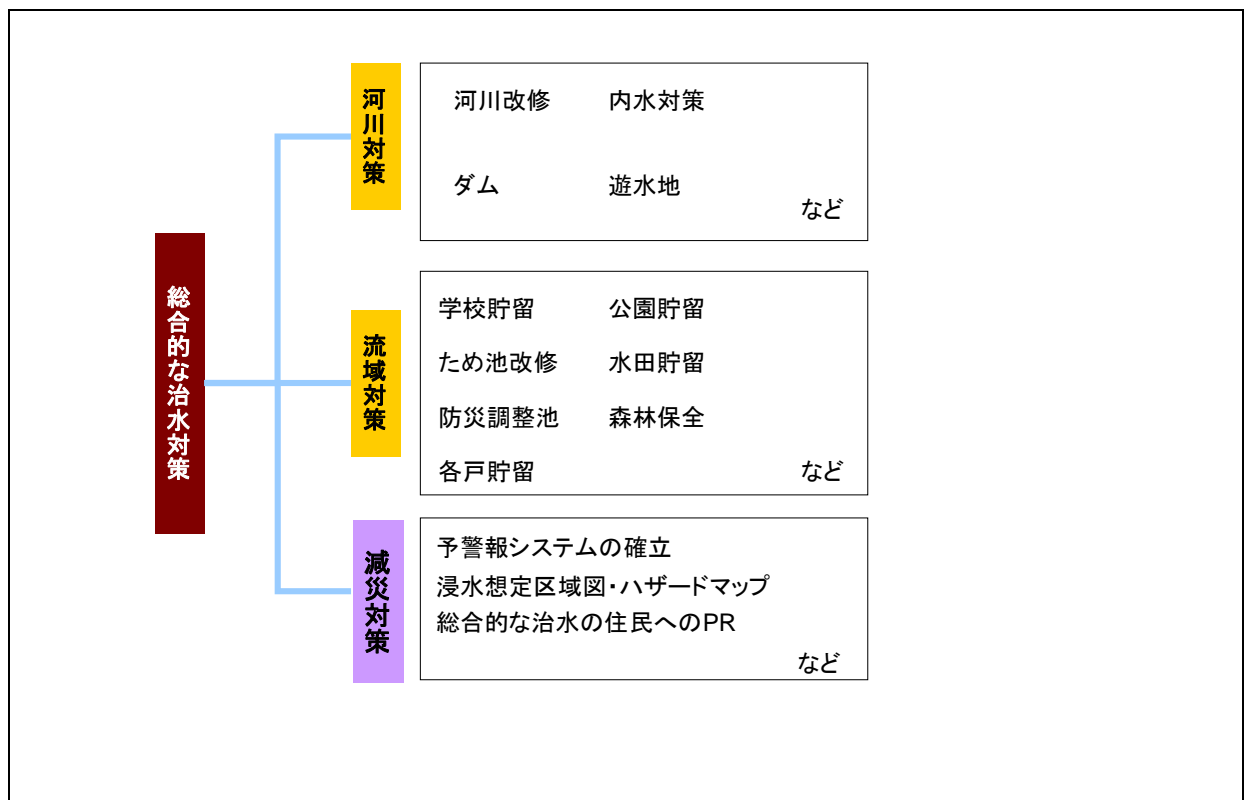 総合的な治水対策
河川対策
河川改修 内水対策
ダム 遊水地
など
流域対策
学校貯留 公園貯留
ため池改修 水田貯留
防災調整池 森林保全
各戸貯留 など
減災対策
予警報システムの確立
浸水想定区域図・ハザードマップ
総合的な治水の住民へのPR
など